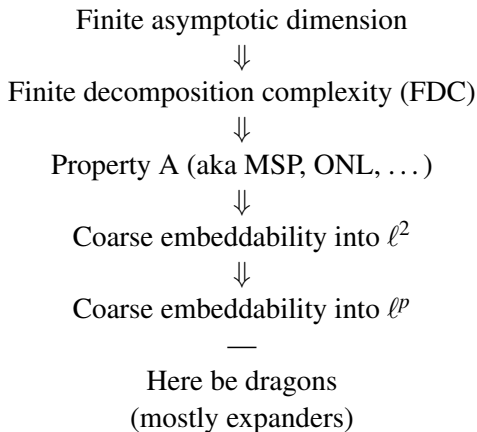 Finite asymptotic dimension
⇓
Finite decomposition complexity (FDC)
⇓
Property A (aka MSP, ONL, . . . )
⇓
Coarse embeddability into ℓ²
⇓
Coarse embeddability into ℓᵖ
—
Here be dragons
(mostly expanders)